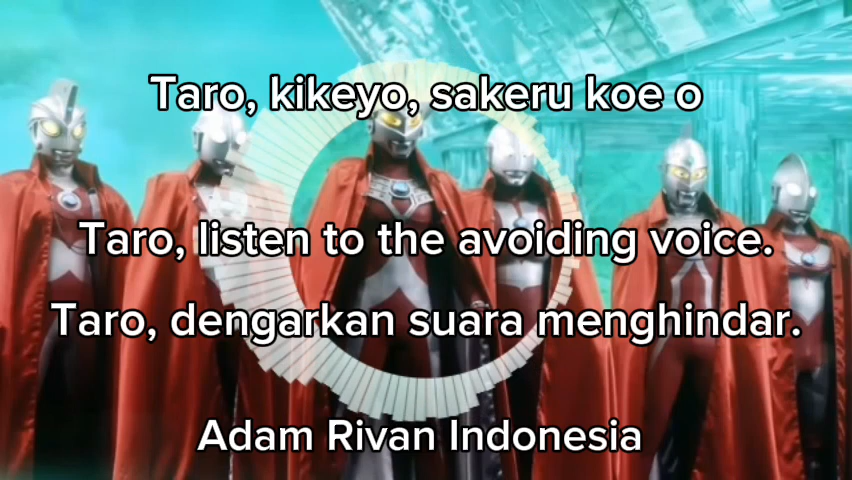 Taro, kikeyo, sakeru koe o
Taro, listen to the avoiding voice.
Taro, dengarkan suara menghindar.
Adam Rivan Indonesia